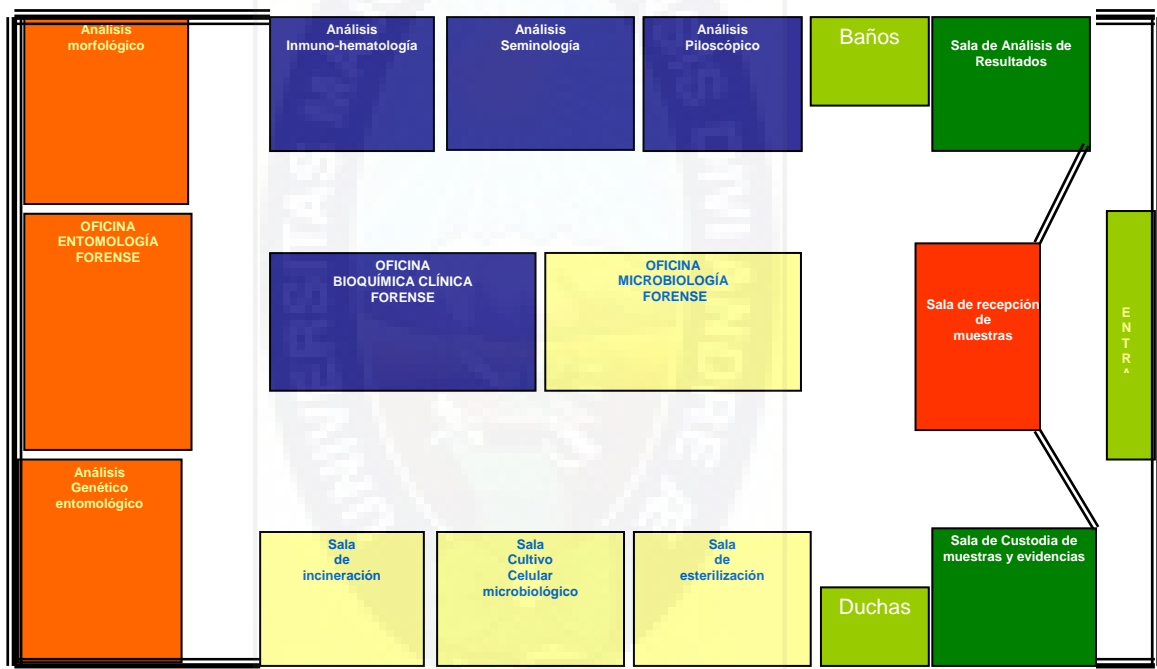 Análisis
morfológico
Análisis
Inmuno-hematología
Análisis
Seminología
Análisis
Piloscópico
Baños
Sala de Análisis de
Resultados
OFICINA
ENTOMOLOGÍA
FORENSE
OFICINA
BIOQUÍMICA CLÍNICA
FORENSE
OFICINA
MICROBIOLOGÍA
FORENSE
Sala de recepción
de
muestras
E
N
T
R
Análisis
Genético
entomológico
Sala
de
incineración
Sala
Cultivo
Celular
microbiológico
Sala
de
esterilización
Duchas
Sala de Custodia de
muestras y evidencias